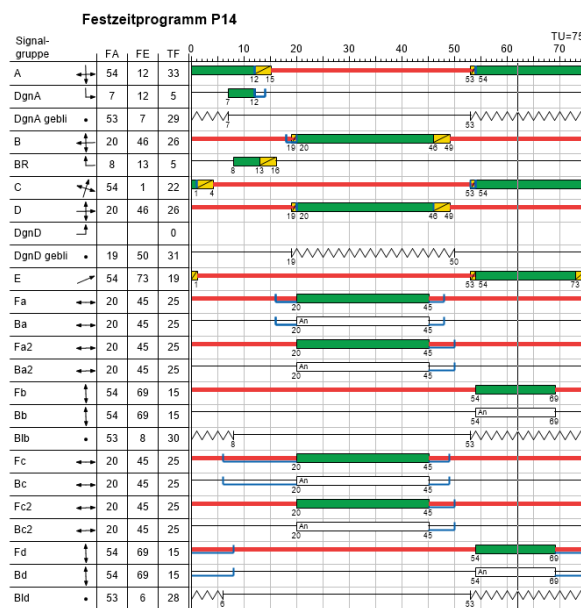 Festzeitprogramm P14
TU=75
Signal-
gruppe FA FE TF 0 10 20 30 40 50 60 70
A 54 12 33 12 15 53 54
DgnA 7 12 5 7 12
DgnA gebli 53 7 29 7 53
B 20 46 26 19 20 46 49
BR 8 13 5 8 13 16
C 54 1 22 1 4 53 54
D 20 46 26 19 20 46 49
DgnD 0
DgnD gebli 19 50 31 19 50
E 54 73 19 1 53 54 73
Fa 20 45 25 20 45
Ba 20 45 25 An 20 45
Fa2 20 45 25 20 45
Ba2 20 45 25 An 20 45
Fb 54 69 15 54 69
Bb 54 69 15 An 54 69
Blb 53 8 30 8 53
Fc 20 45 25 20 45
Bc 20 45 25 An 20 45
Fc2 20 45 25 20 45
Bc2 20 45 25 An 20 45
Fd 54 69 15 54 69
Bd 54 69 15 An 54 69
Bld 53 6 28 6 53